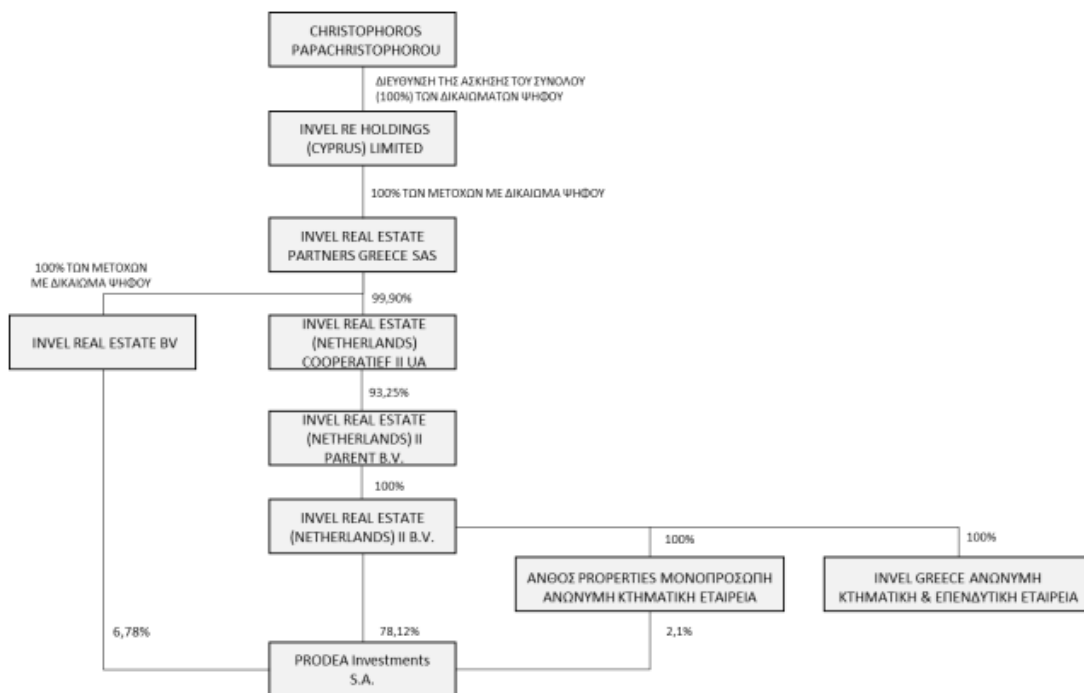 CHRISTOPHOROS
PAPACHRISTOPHOROU
ΔΙΕΥΘΥΝΣΗ ΤΗΣ ΑΣΚΗΣΗΣ ΤΟΥ ΣΥΝΟΛΟΥ
(100%) ΤΩΝ ΔΙΚΑΙΩΜΑΤΩΝ ΨΗΦΟΥ
INVEL RE HOLDINGS
(CYPRUS) LIMITED
100% ΤΩΝ ΜΕΤΟΧΩΝ ΜΕ ΔΙΚΑΙΩΜΑ ΨΗΦΟΥ
INVEL REAL ESTATE
PARTNERS GREECE SAS
100% ΤΩΝ ΜΕΤΟΧΩΝ
ΜΕ ΔΙΚΑΙΩΜΑ ΨΗΦΟΥ
99,90%
INVEL REAL ESTATE BV
INVEL REAL ESTATE
(NETHERLANDS)
COOPERATIEF II UA
93,25%
INVEL REAL ESTATE
(NETHERLANDS) II
PARENT B.V.
100%
INVEL REAL ESTATE
(NETHERLANDS) II B.V.
100%
100%
ΑΝΘΟΣ PROPERTIES ΜΟΝΟΠΡΟΣΩΠΗ
ΑΝΩΝΥΜΗ ΚΤΗΜΑΤΙΚΗ ΕΤΑΙΡΕΙΑ
INVEL GREECE ΑΝΩΝΥΜΗ
ΚΤΗΜΑΤΙΚΗ & ΕΠΕΝΔΥΤΙΚΗ ΕΤΑΙΡΕΙΑ
6,78%
78,12%
2,1%
PRODEA Investments
S.A.